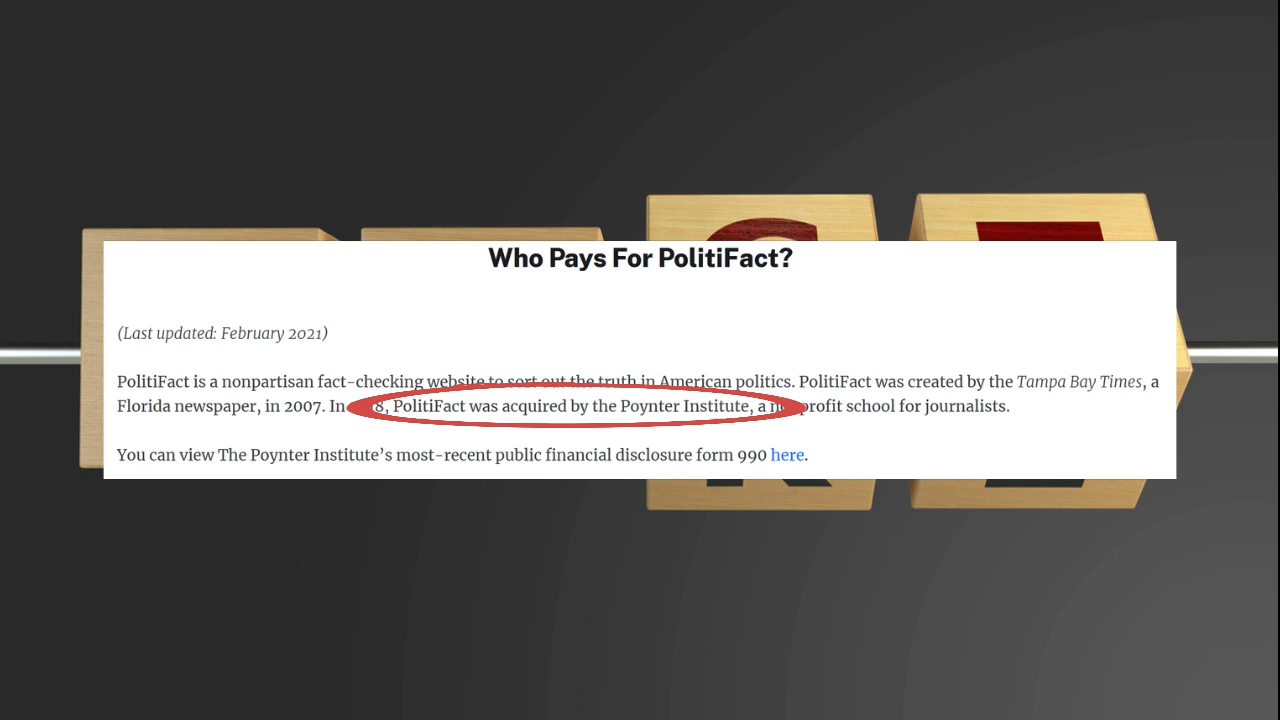 Who Pays For PolitiFact?
(Last updated: February 2021)
PolitiFact is a nonpartisan fact-checking website to sort out the truth in American politics. PolitiFact was created by the Tampa Bay Times, a
Florida newspaper, in 2007. In 8, PolitiFact was acquired by the Poynter Institute, a profit school for journalists.
You can view The Poynter Institute's most-recent public financial disclosure form 990 here.